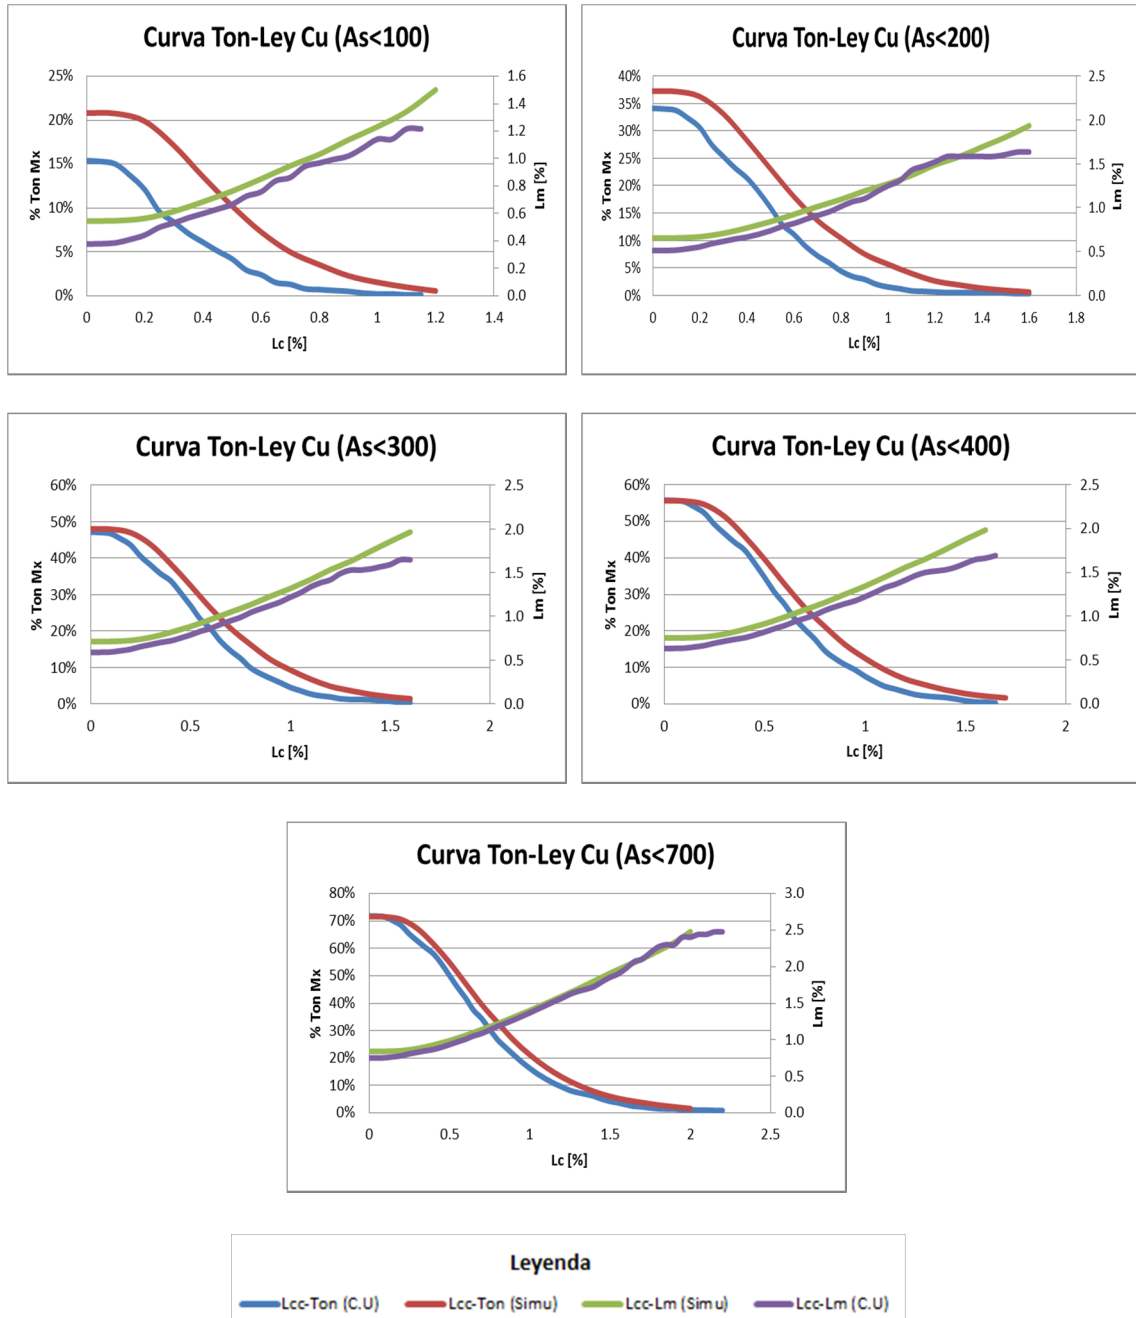 Curva Ton-Ley Cu (As<100)
25%
20%
15%
10%
5%
0%
% Ton Mx
1.6
1.4
1.2
1.0
0.8
0.6
0.4
0.2
0.0
Lm [%]
0 0.2 0.4 0.6 0.8 1 1.2 1.4
Lc [%]
Curva Ton-Ley Cu (As<200)
40%
35%
30%
25%
20%
15%
10%
5%
0%
% Ton Mx
2.5
2.0
1.5
1.0
0.5
0.0
Lm [%]
0 0.2 0.4 0.6 0.8 1 1.2 1.4 1.6 1.8
Lc [%]
Curva Ton-Ley Cu (As<300)
60%
50%
40%
30%
20%
10%
0%
% Ton Mx
2.5
2.0
1.5
1.0
0.5
0.0
Lm [%]
0 0.5 1 1.5 2
Lc [%]
Curva Ton-Ley Cu (As<400)
60%
50%
40%
30%
20%
10%
0%
% Ton Mx
2.5
2.0
1.5
1.0
0.5
0.0
Lm [%]
0 0.5 1 1.5 2
Lc [%]
Curva Ton-Ley Cu (As<700)
80%
70%
60%
50%
40%
30%
20%
10%
0%
% Ton Mx
3.0
2.5
2.0
1.5
1.0
0.5
0.0
Lm [%]
0 0.5 1 1.5 2 2.5
Lc [%]
Leyenda
Lcc-Ton (C.U) Lcc-Ton (Simu) Lcc-Lm (Simu) Lcc-Lm (C.U)